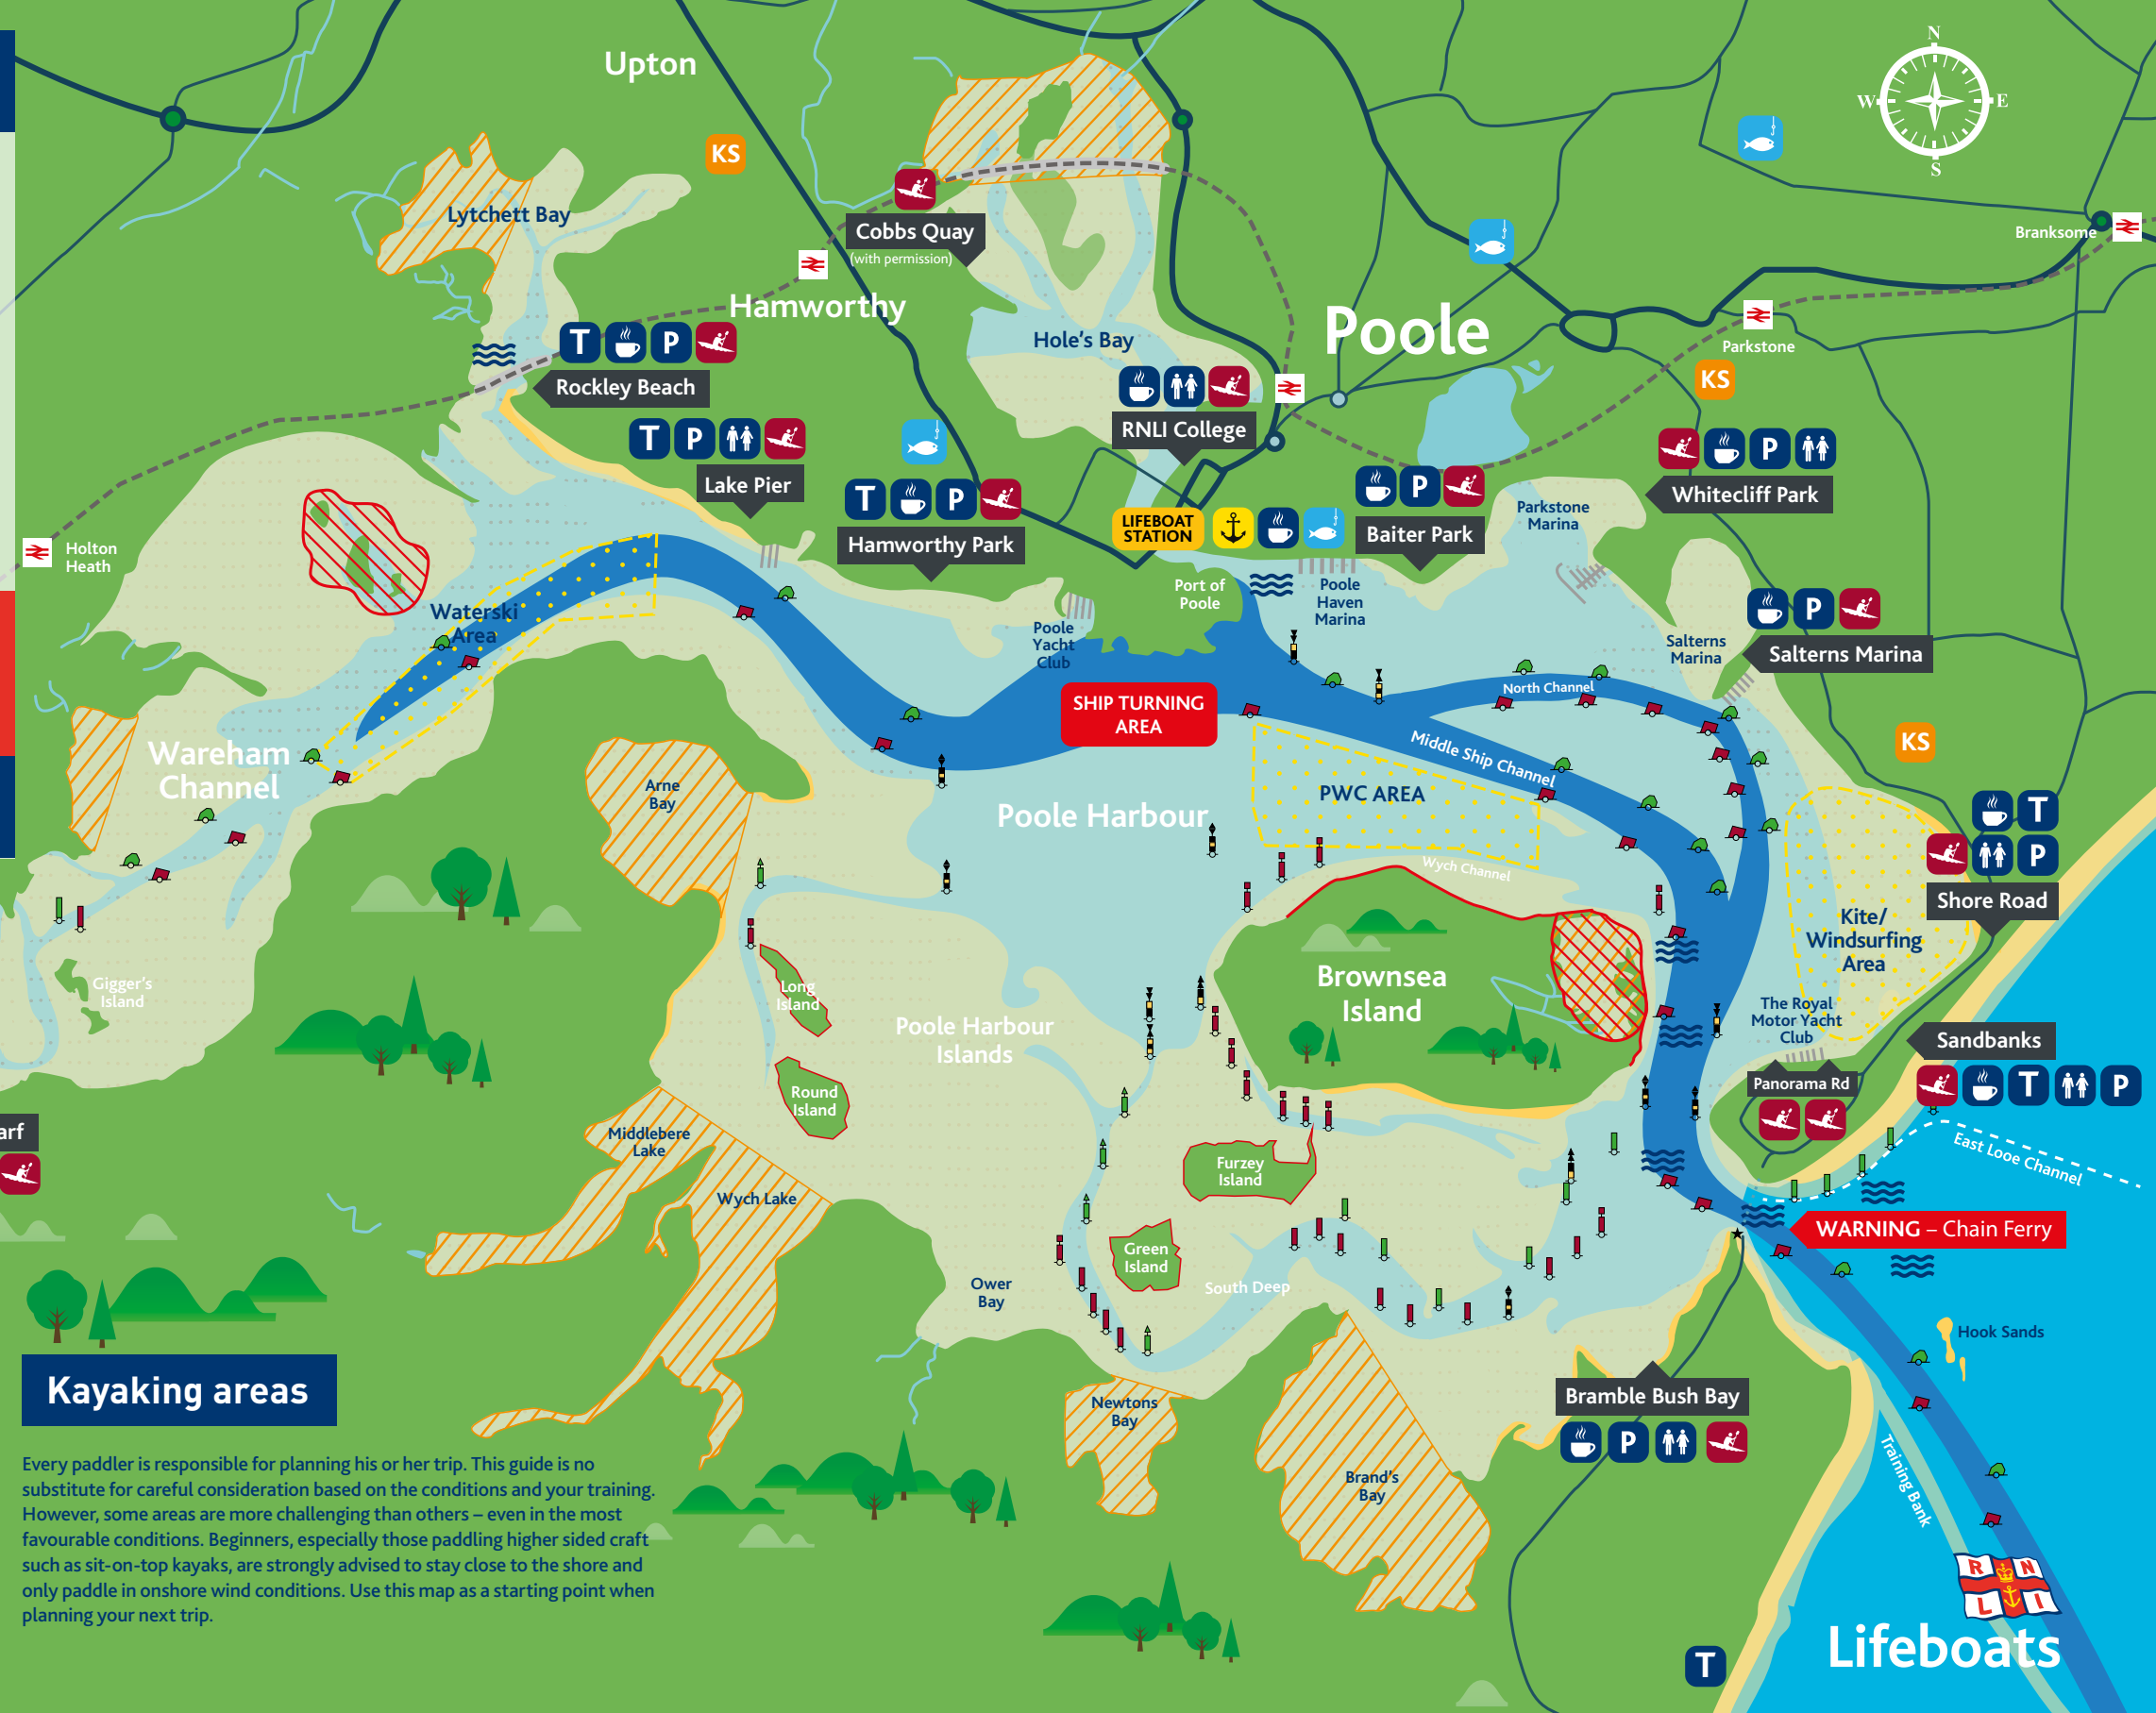 Upton
N
W
E
S
KS
Lytchett Bay
Cobbs Quay
(with permission)
Branksome
Hamworthy
Poole
Hole's Bay
Parkstone
KS
T
P
Rockley Beach
RNLI College
T
P
Lake Pier
P
Whitecliff Park
T
P
Hamworthy Park
P
Baiter Park
LIFEBOAT
STATION
Parkstone
Marina
Holton
Heath
Port of
Poole
Poole
Haven
Marina
Waterski
Area
Poole
Yacht
Club
Salterns
Marina
P
Salterns Marina
SHIP TURNING
AREA
North Channel
Middle Ship Channel
KS
Wareham
Channel
Arne
Bay
PWC AREA
Poole Harbour
Wych Channel
T
P
Shore Road
Kite/
Windsurfing
Area
Brownsea
Island
Gigger's
Island
Long
Island
Poole Harbour
Islands
The Royal
Motor Yacht
Club
Sandbanks
T
P
Panorama Rd
Round
Island
arf
Middlebere
Lake
Furzey
Island
East Looe Channel
Wych Lake
WARNING – Chain Ferry
Green
Island
South Deep
Ower
Bay
Hook Sands
Kayaking areas
Newtons
Bay
Bramble Bush Bay
P
Brand's
Bay
Training Bank
Every paddler is responsible for planning his or her trip. This guide is no
substitute for careful consideration based on the conditions and your training.
However, some areas are more challenging than others – even in the most
favourable conditions. Beginners, especially those paddling higher sided craft
such as sit-on-top kayaks, are strongly advised to stay close to the shore and
only paddle in onshore wind conditions. Use this map as a starting point when
planning your next trip.
R N
L I
Lifeboats
T